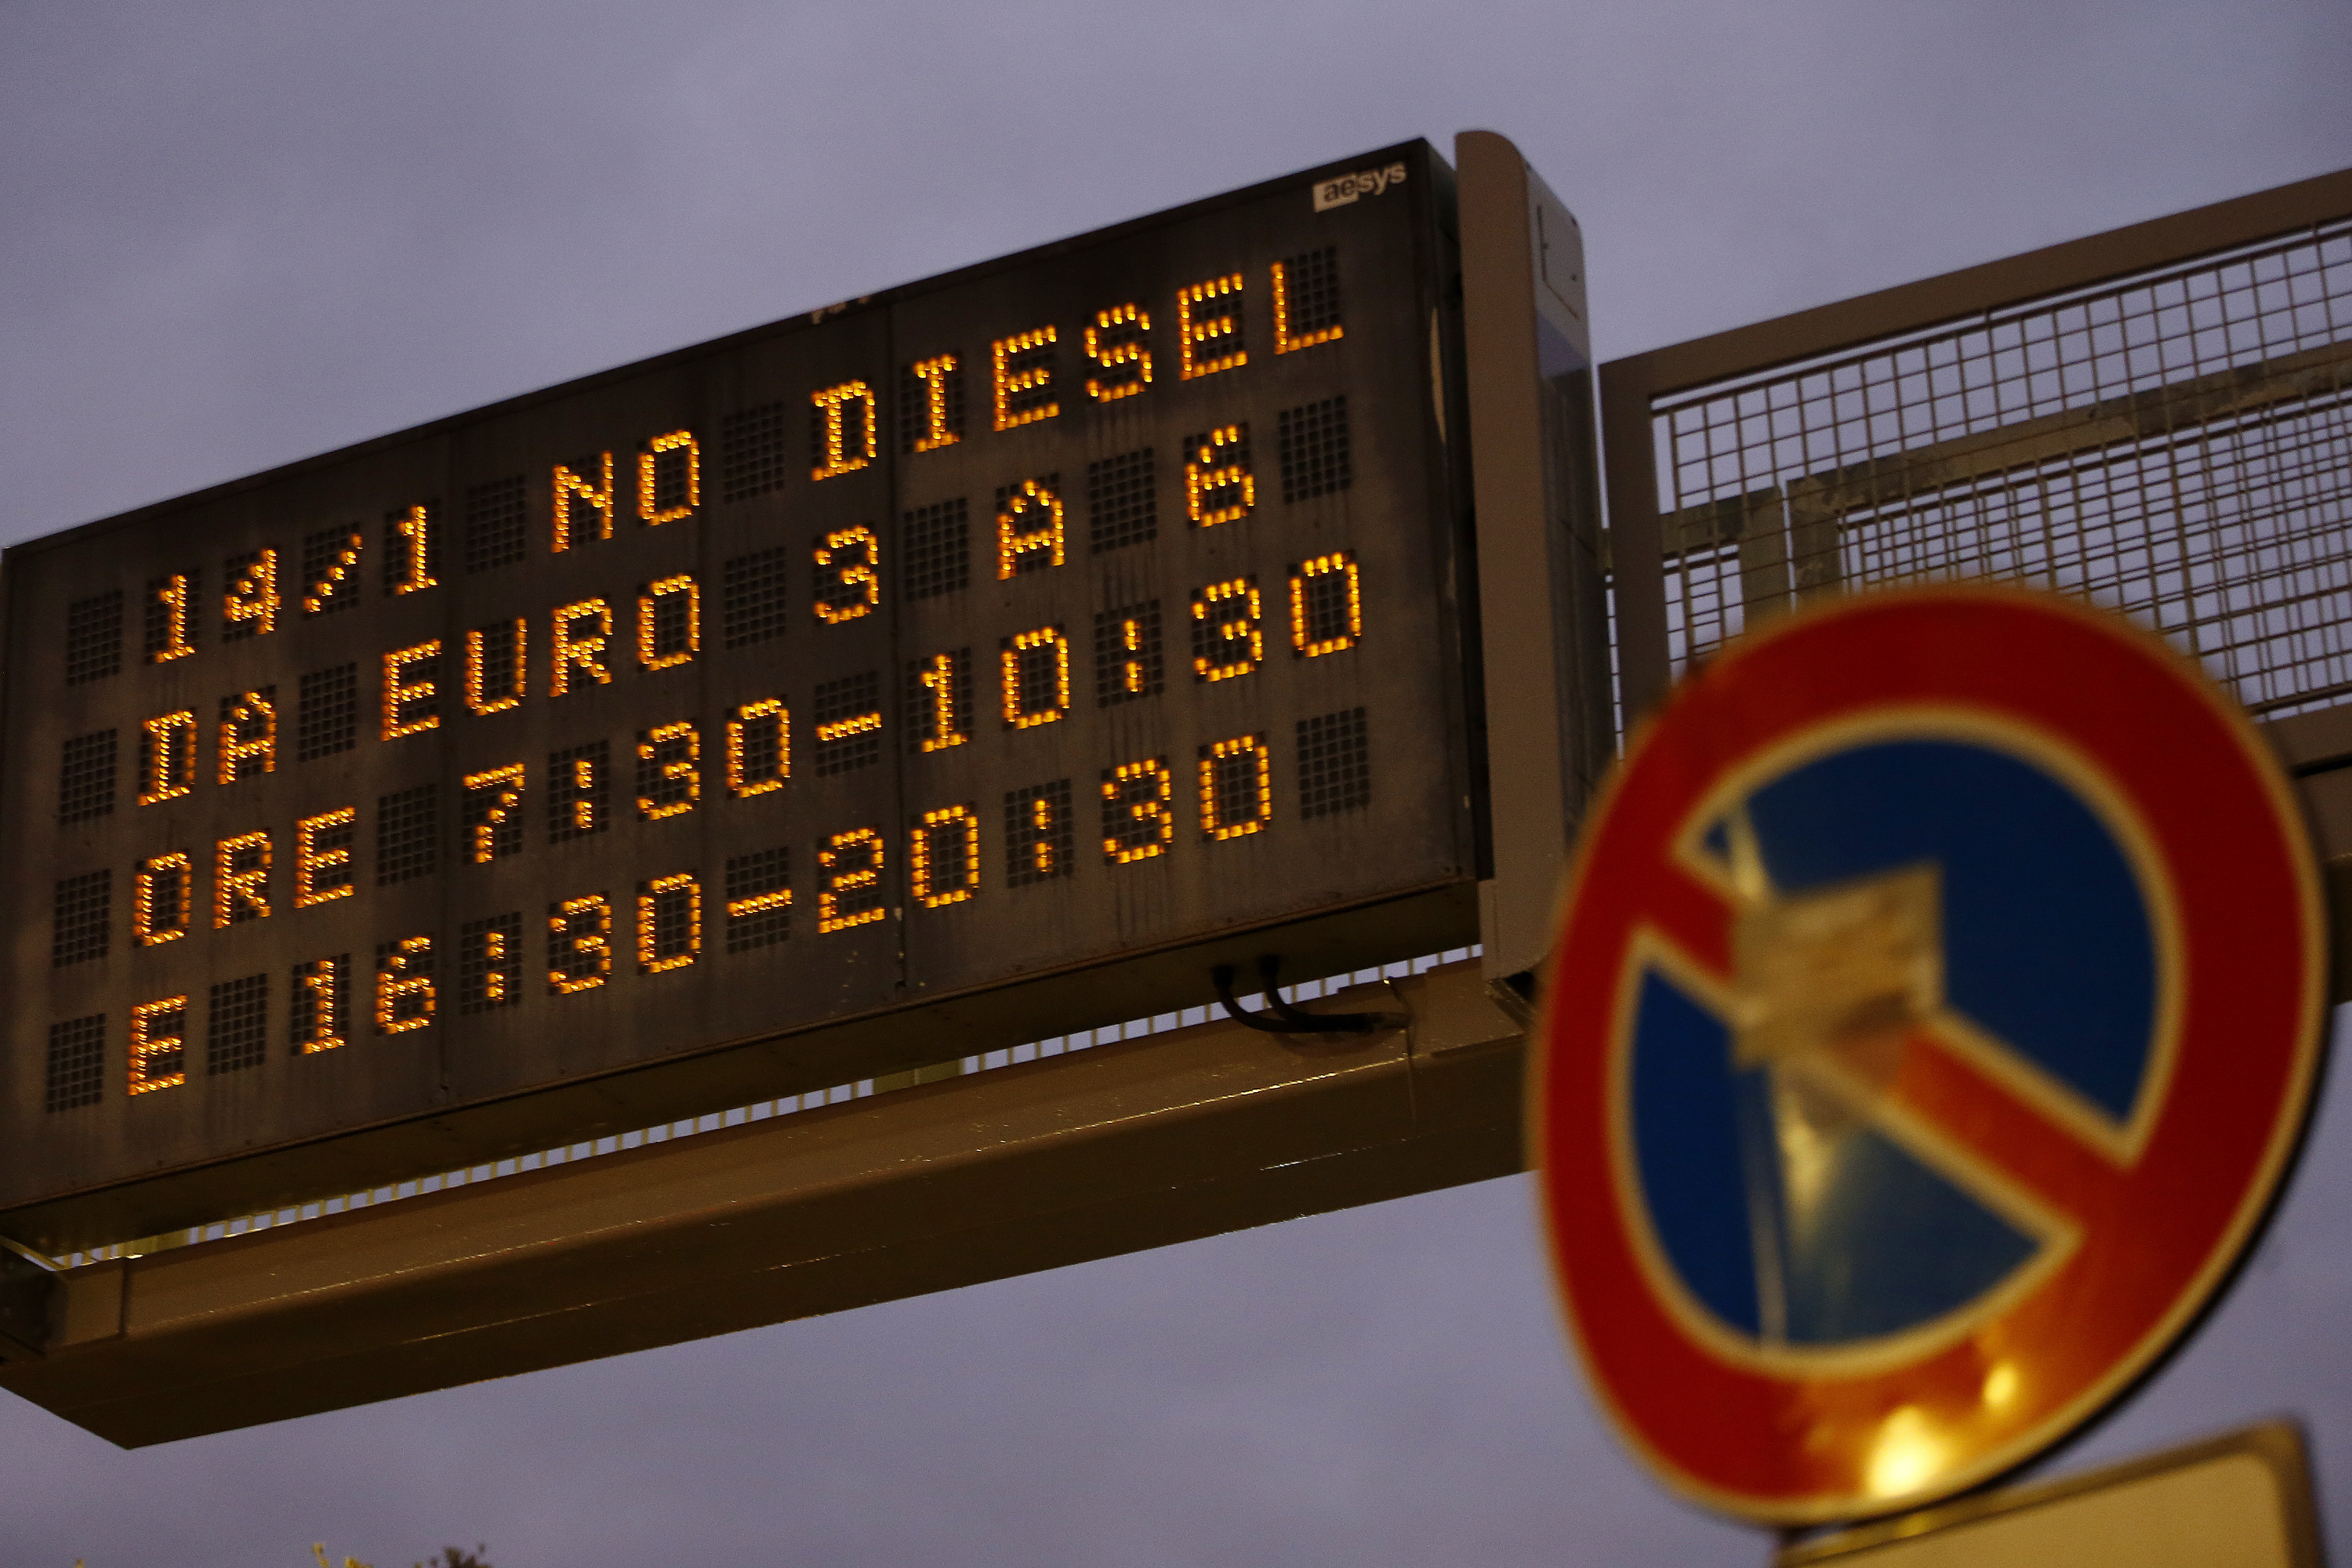 aesys
14/1 NO DIESEL
DA EURO 3 A 6
ORE 7:30-10:30
E 16:30-20:30